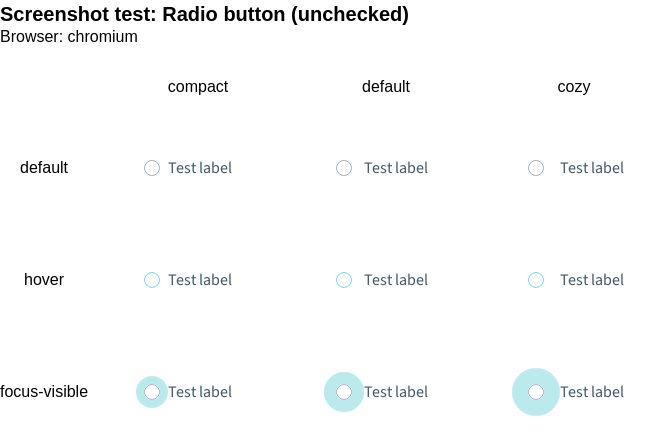 Screenshot test: Radio button (unchecked)
Browser: chromium
compact default cozy
default Test label Test label Test label
hover Test label Test label Test label
focus-visible Test label Test label Test label